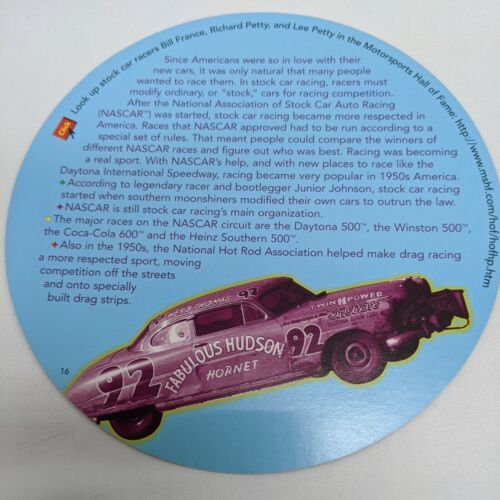 Look up stock car racers Bill France, Richard Petty, and Lee Petty in the Motorsports Hall of Fame: http://www.mshf.com/hof/hofhp.htm
Click
Since Americans were so in love with their
new cars, it was only natural that many people
wanted to race them. In stock car racing, racers must
modify ordinary, or "stock," cars for racing competition.
After the National Association of Stock Car Auto Racing
(NASCAR™) was started, stock car racing became more respected in
America. Races that NASCAR approved had to be run according to a
special set of rules. That meant people could compare the winners of
different NASCAR races and figure out who was best. Racing was becoming
a real sport. With NASCAR's help, and with new places to race like the
Daytona International Speedway, racing became very popular in 1950s America.
According to legendary racer and bootlegger Junior Johnson, stock car racing
started when southern moonshiners modified their own cars to outrun the law.
NASCAR is still stock car racing's main organization.
The major races on the NASCAR circuit are the Daytona 500™, the Winston 500™,
the Coca-Cola 600™ and the Heinz Southern 500™.
Also in the 1950s, the National Hot Rod Association helped make drag racing
a more respected sport, moving
competition off the streets
and onto specially
built drag strips.
HERB THOMAS 92
TWIN H POWER
92
FABULOUS HUDSON
HORNET
92
16